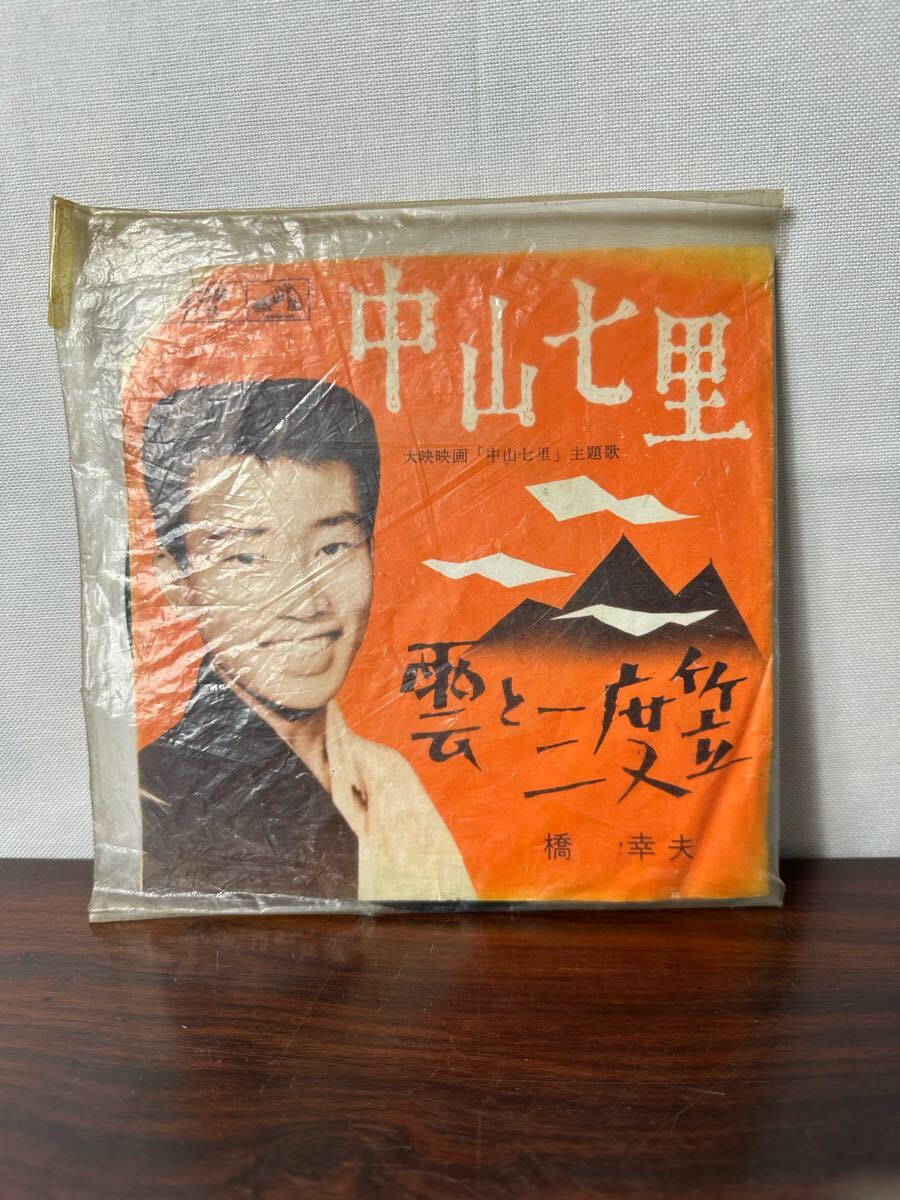 中山七里
大映映画「中山七里」主題歌
雲と三度笠
橋 幸夫